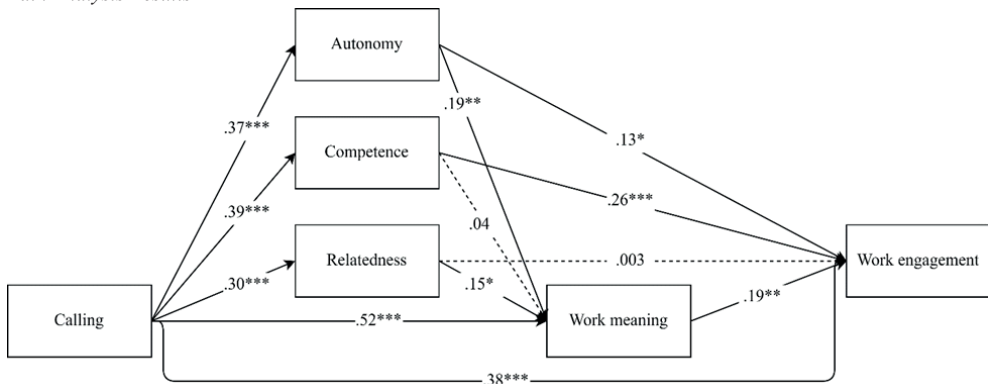 Autonomy
.19**
.37***
.13*
Competence
.26***
.39***
.04
Relatedness
.003
Work engagement
.30***
.15*
.19**
Calling
.52***
Work meaning
.38***